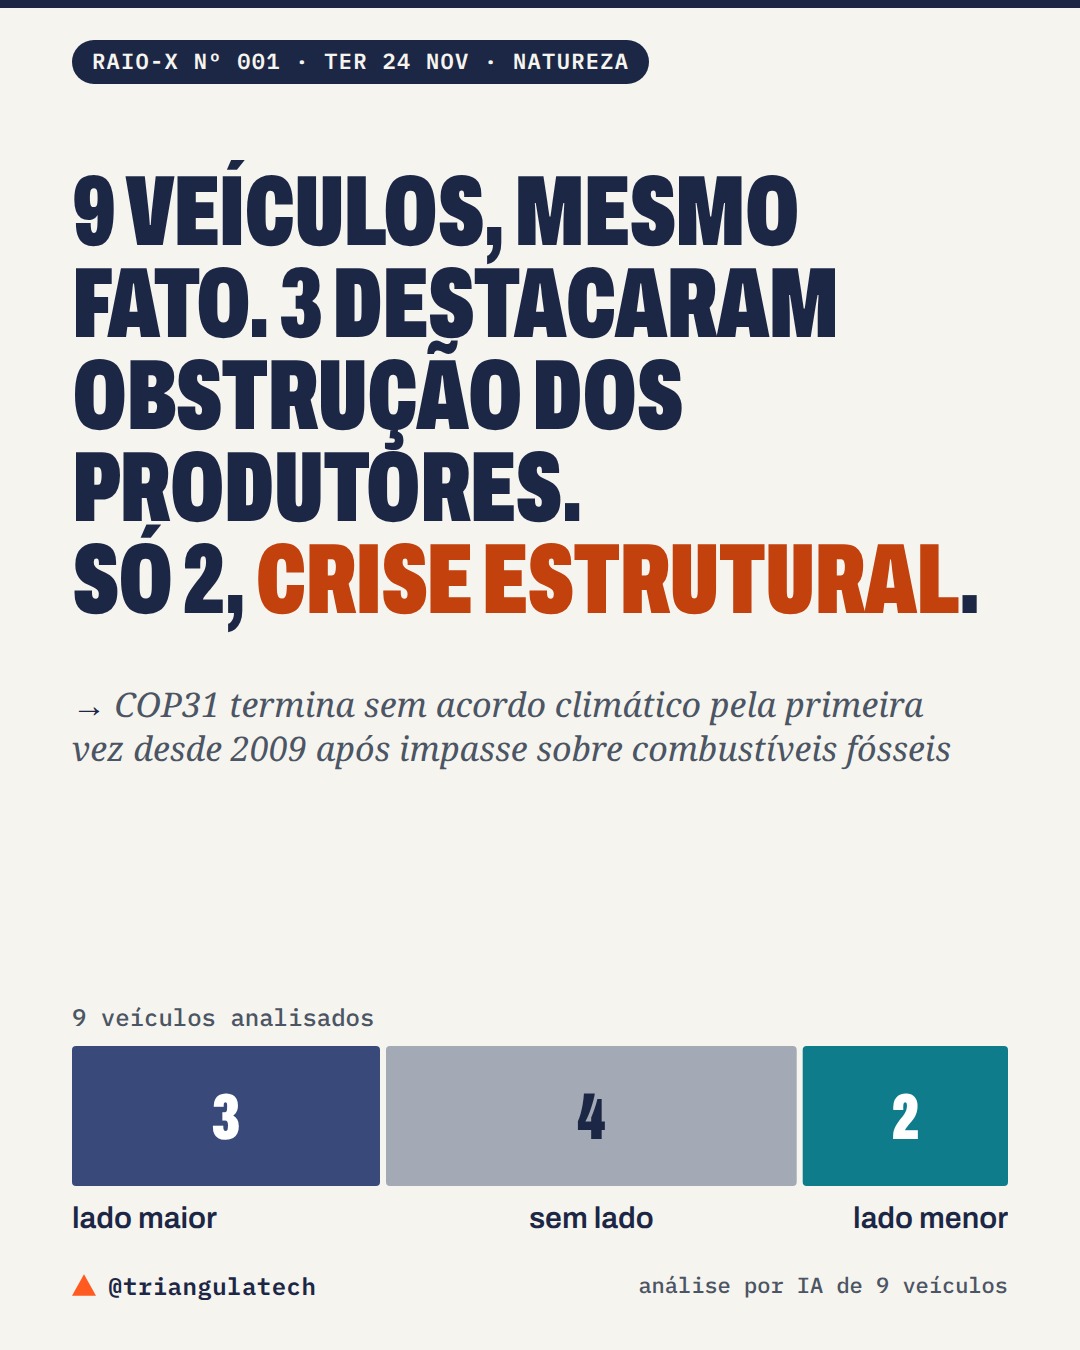 RAIO-X Nº 001 · TER 24 NOV · NATUREZA
9 VEÍCULOS, MESMO
FATO. 3 DESTACARAM
OBSTRUÇÃO DOS
PRODUTORES.
SÓ 2, CRISE ESTRUTURAL.
→ COP31 termina sem acordo climático pela primeira
vez desde 2009 após impasse sobre combustíveis fósseis
9 veículos analisados
3 4 2
lado maior sem lado lado menor
@triangulatech análise por IA de 9 veículos